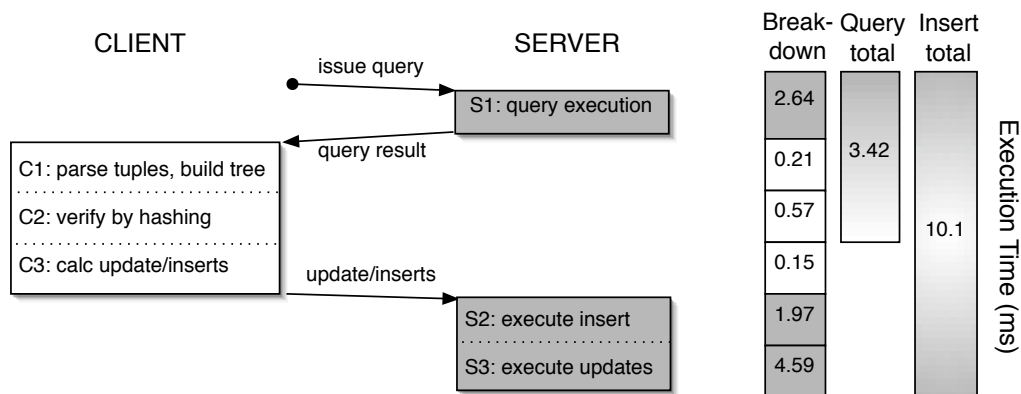 CLIENT
SERVER
issue query
S1: query execution
query result
C1: parse tuples, build tree
C2: verify by hashing
C3: calc update/inserts
update/inserts
S2: execute insert
S3: execute updates
Break-
down
Query
total
Insert
total
2.64
0.21
0.57
0.15
1.97
4.59
3.42
10.1
Execution Time (ms)